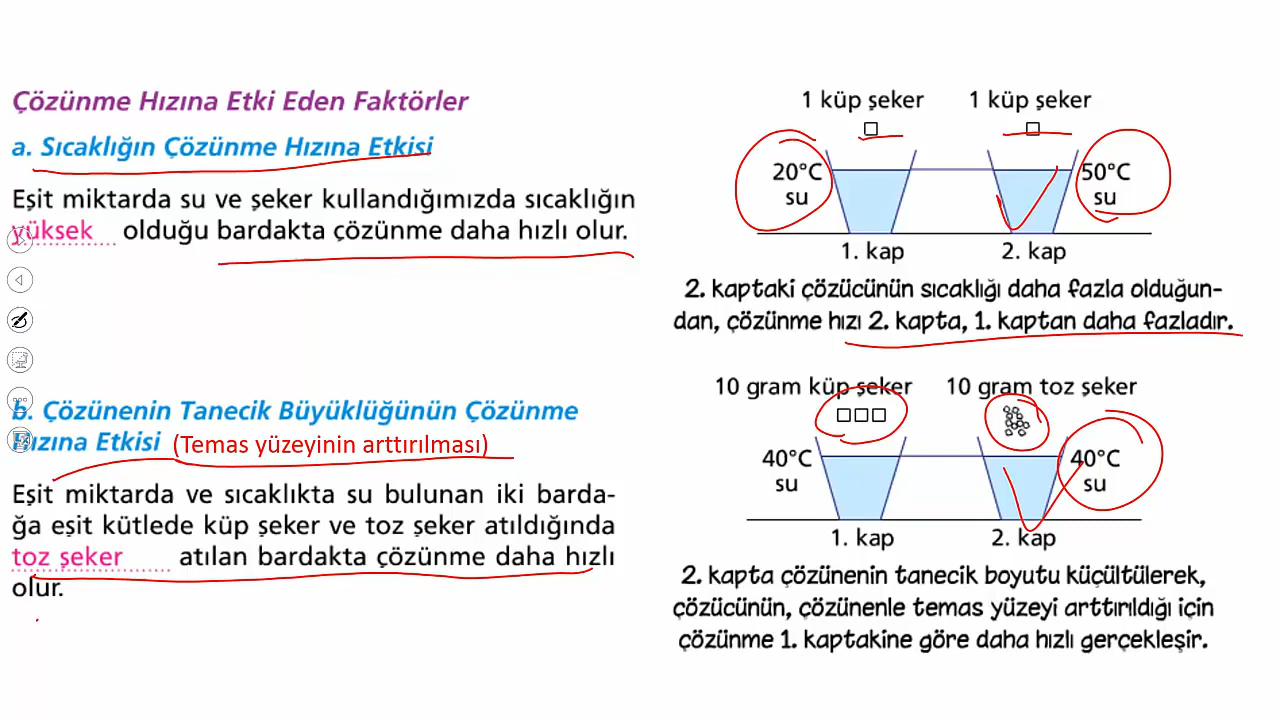 Çözünme Hızına Etki Eden Faktörler
a. Sıcaklığın Çözünme Hızına Etkisi
Eşit miktarda su ve şeker kullandığımızda sıcaklığın
yüksek olduğu bardakta çözünme daha hızlı olur.
b. Çözünenin Tanecik Büyüklüğünün Çözünme
Hızına Etkisi (Temas yüzeyinin arttırılması)
Eşit miktarda ve sıcaklıkta su bulunan iki barda-
ğa eşit kütlede küp şeker ve toz şeker atıldığında
toz şeker atılan bardakta çözünme daha hızlı
olur.
1 küp şeker 1 küp şeker
20°C 50°C
su su
1. kap 2. kap
2. kaptaki çözücünün sıcaklığı daha fazla olduğun-
dan, çözünme hızı 2. kapta, 1. kaptan daha fazladır.
10 gram küp şeker 10 gram toz şeker
40°C 40°C
su su
1. kap 2. kap
2. kapta çözünenin tanecik boyutu küçültülerek,
çözücünün, çözünenle temas yüzeyi arttırıldığı için
çözünme 1. kaptakine göre daha hızlı gerçekleşir.